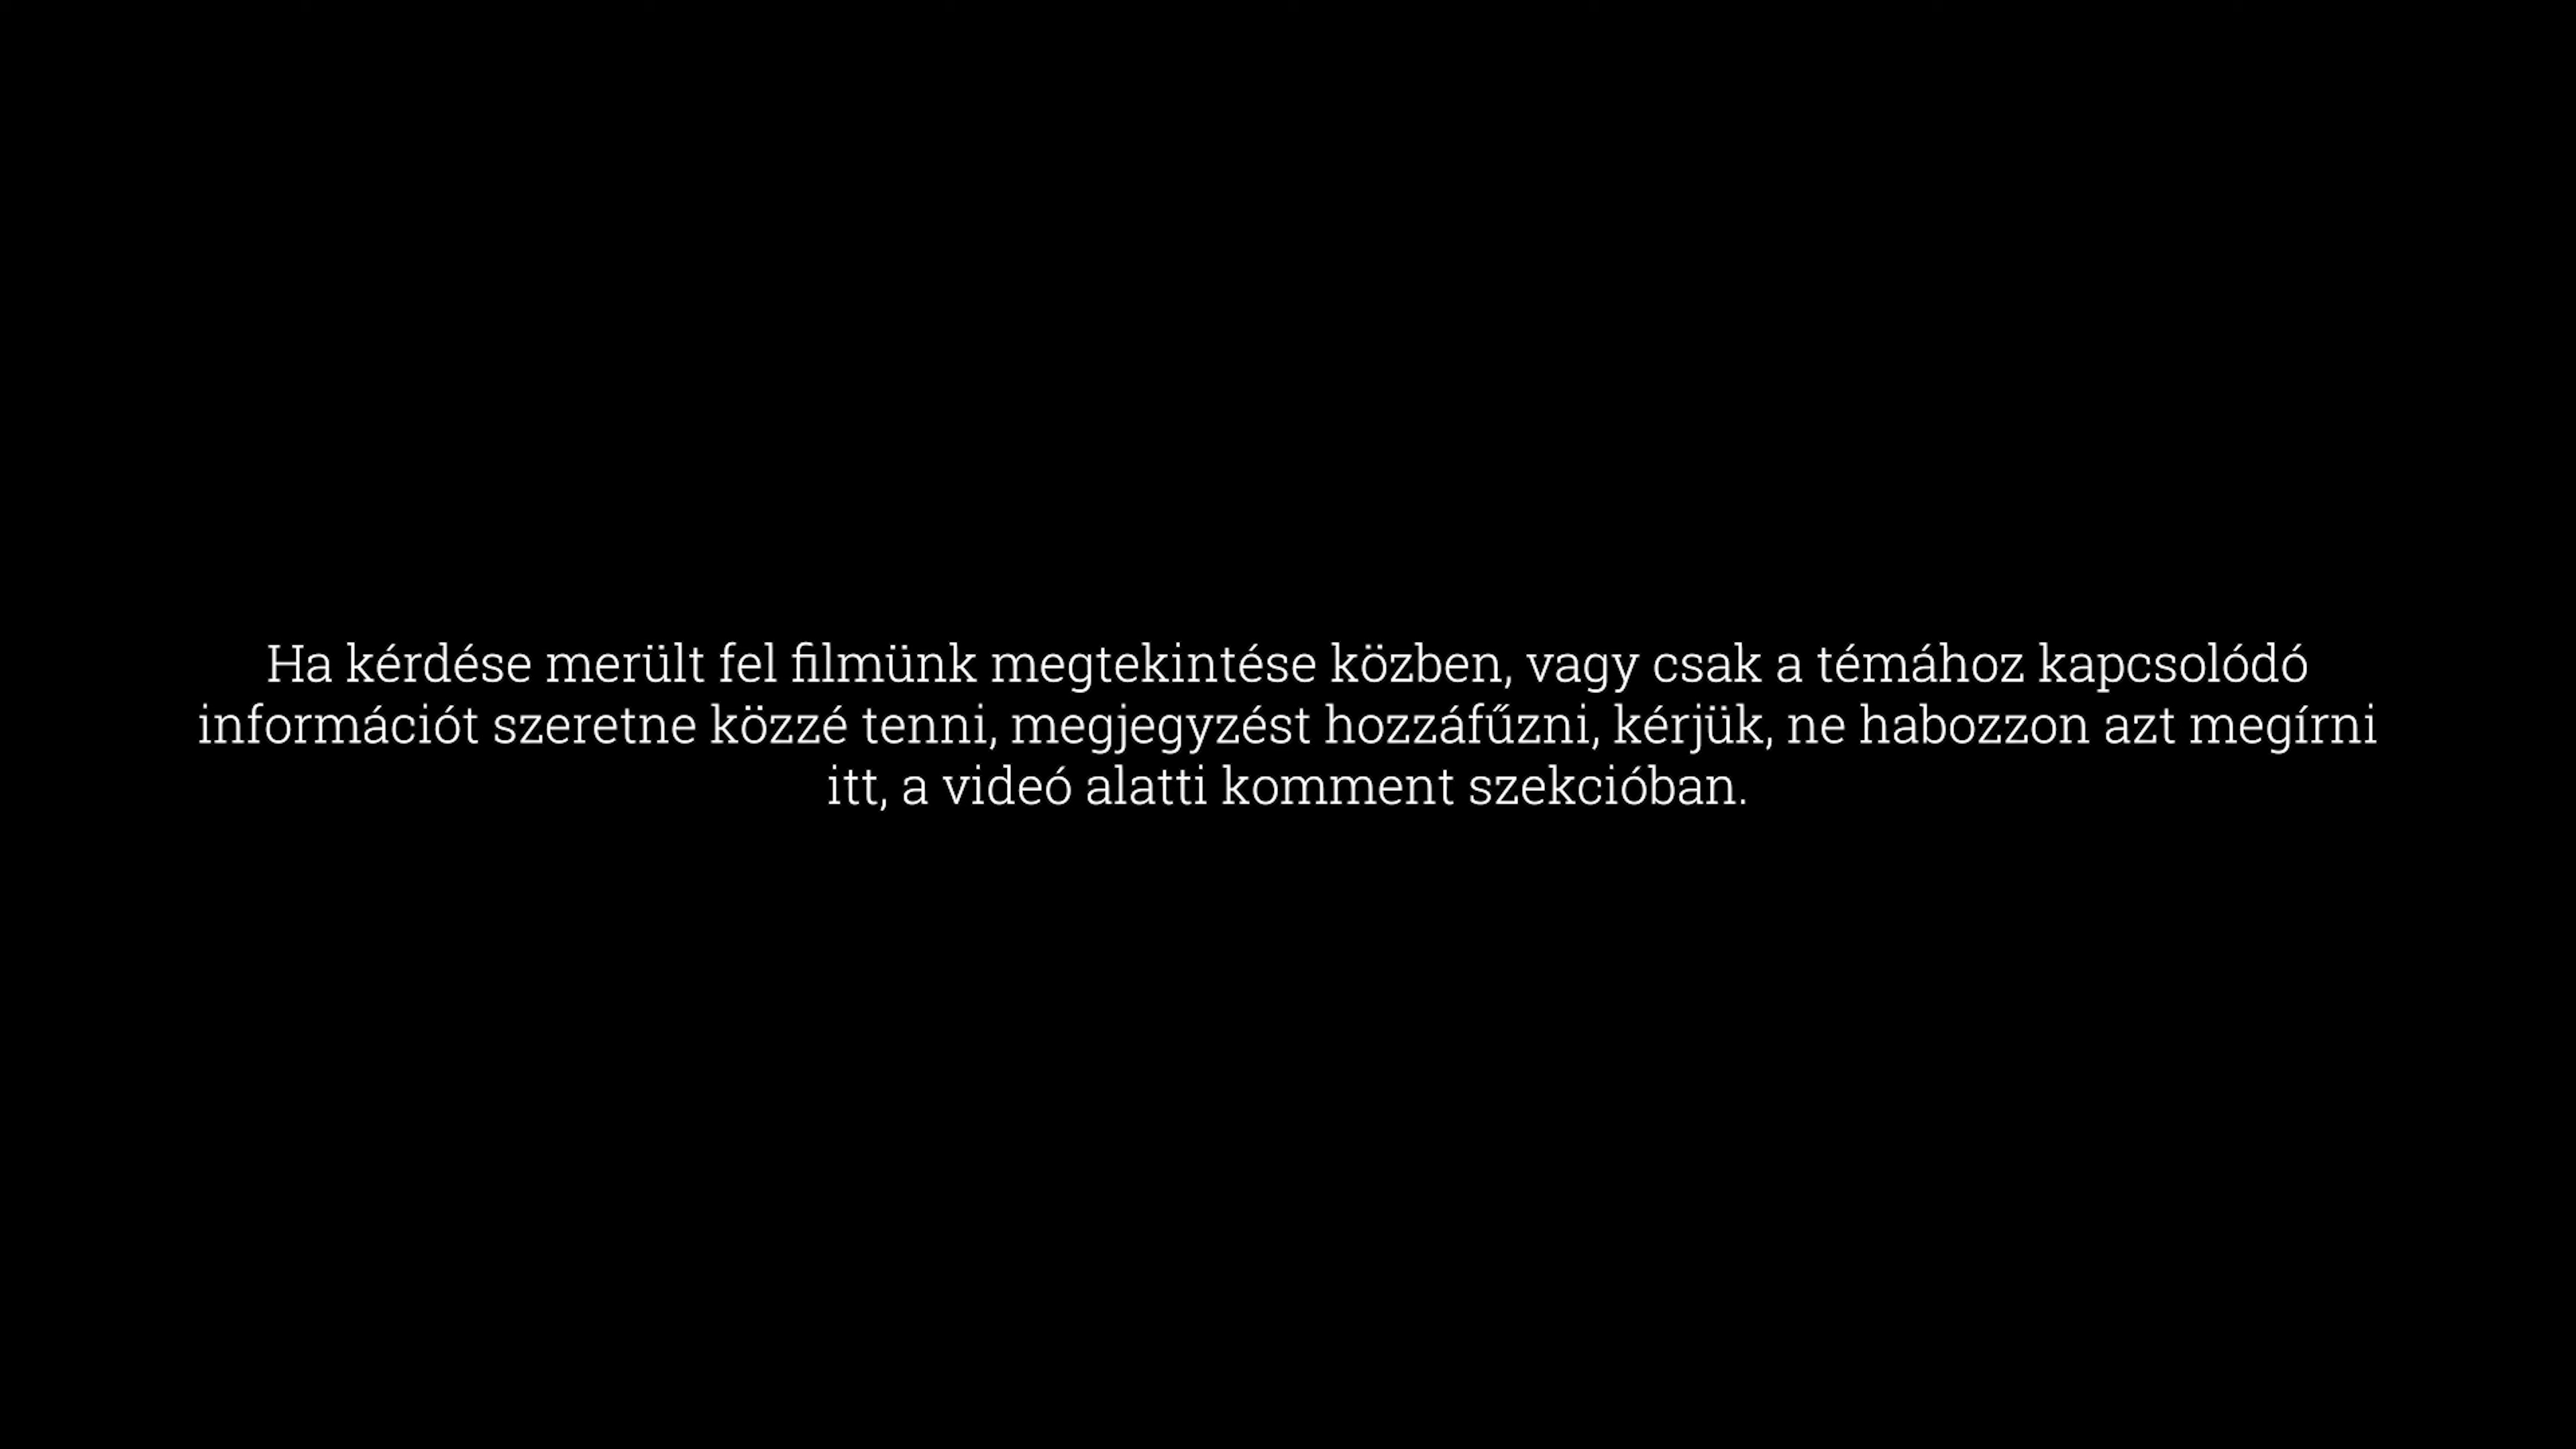 Ha kérdése merült fel filmünk megtekintése közben, vagy csak a témához kapcsolódó
információt szeretne közzé tenni, megjegyzést hozzáfűzni, kérjük, ne habozzon azt megírni
itt, a videó alatti komment szekcióban.